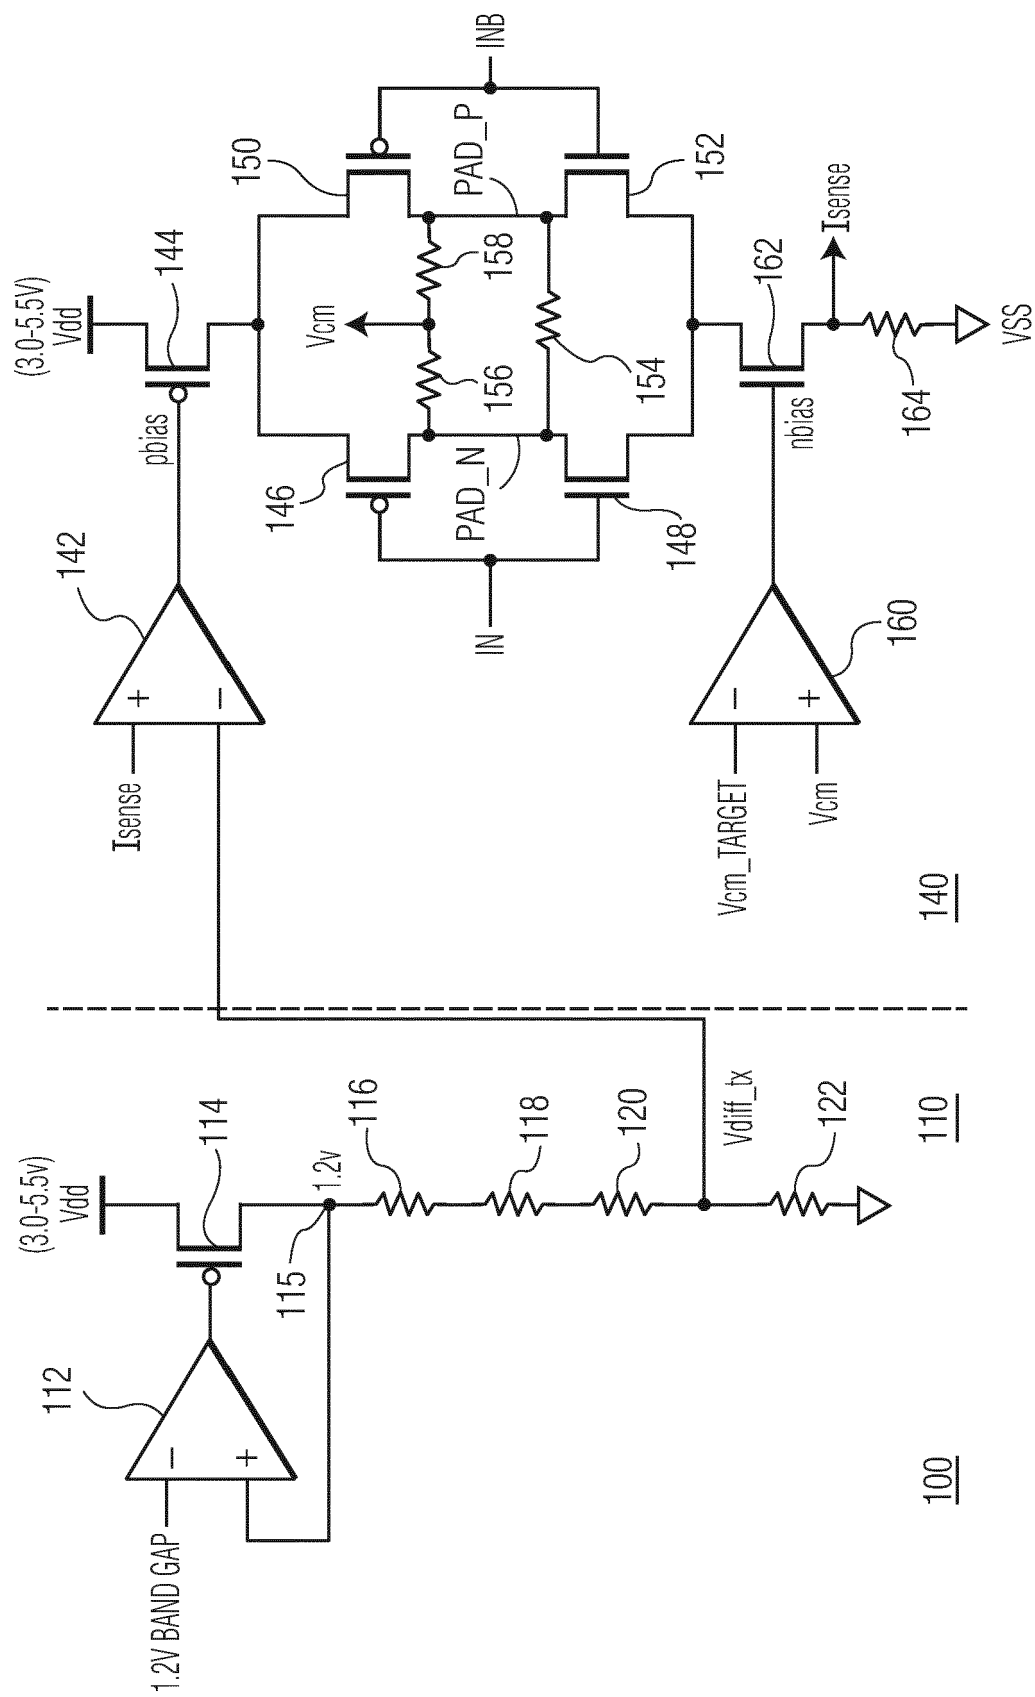 1.2V BAND GAP
112
(3.0-5.5v)
Vdd
114
115
1.2v
116
118
120
Vdiff_tx
122
100
110
−
+
Isense
142
+
−
pbias
(3.0-5.5V)
Vdd
144
146
150
IN
INB
PAD_N
PAD_P
Vcm
156
158
154
148
152
Vcm_TARGET
Vcm
−
+
160
nbias
162
Isense
164
VSS
140